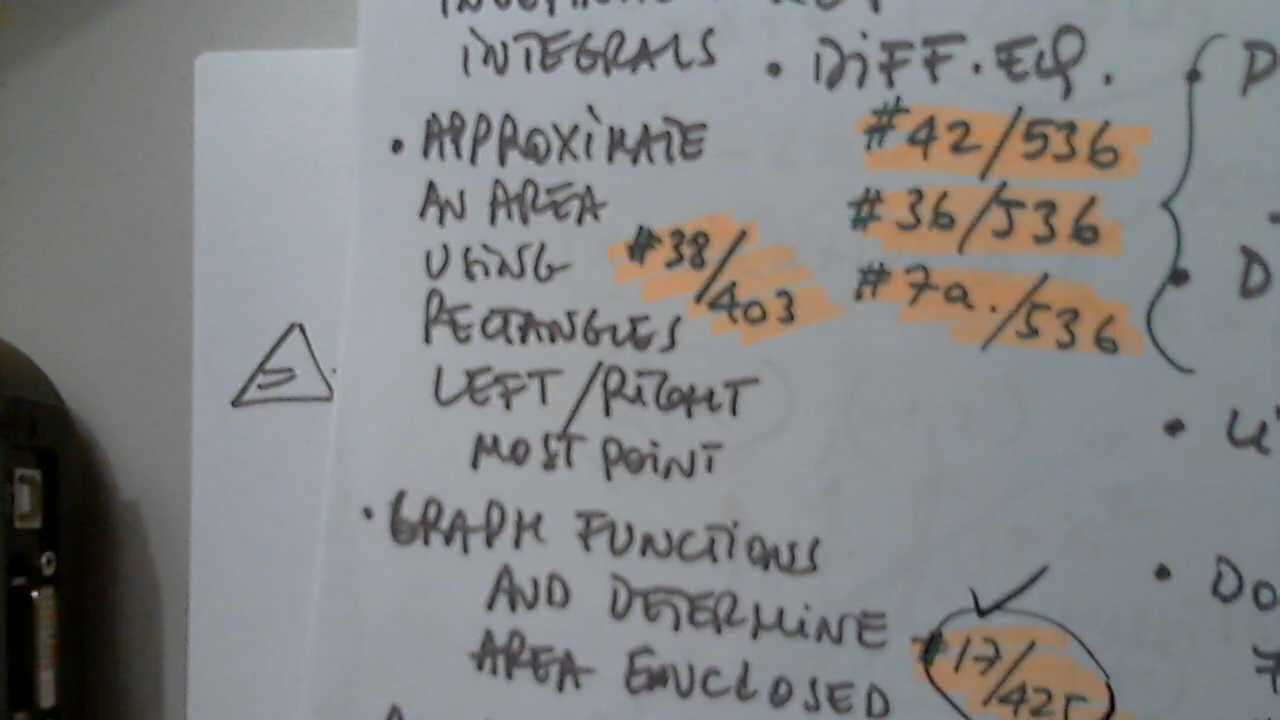 INTEGRALS
• APPROXIMATE
AN AREA
USING #38/403
RECTANGLES
LEFT/RIGHT
MOST POINT
• GRAPH FUNCTIONS
AND DETERMINE
AREA ENCLOSED #17/425
• DIFF. EQ.
#42/536
#36/536
#7a./536
• D
• D
• U
• DO